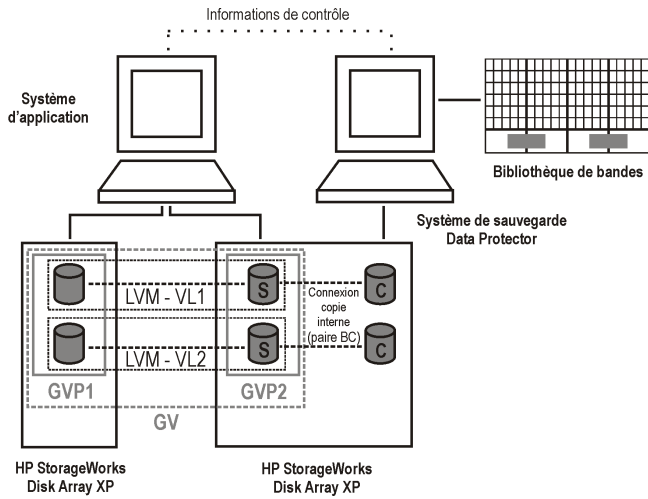 Informations de contrôle
Système
d'application
Bibliothèque de bandes
Système de sauvegarde
Data Protector
LVM - VL1
S
Connexion
copie
interne
(paire BC)
C
LVM - VL2
S
C
GVP1
GVP2
GV
HP StorageWorks
Disk Array XP
HP StorageWorks
Disk Array XP